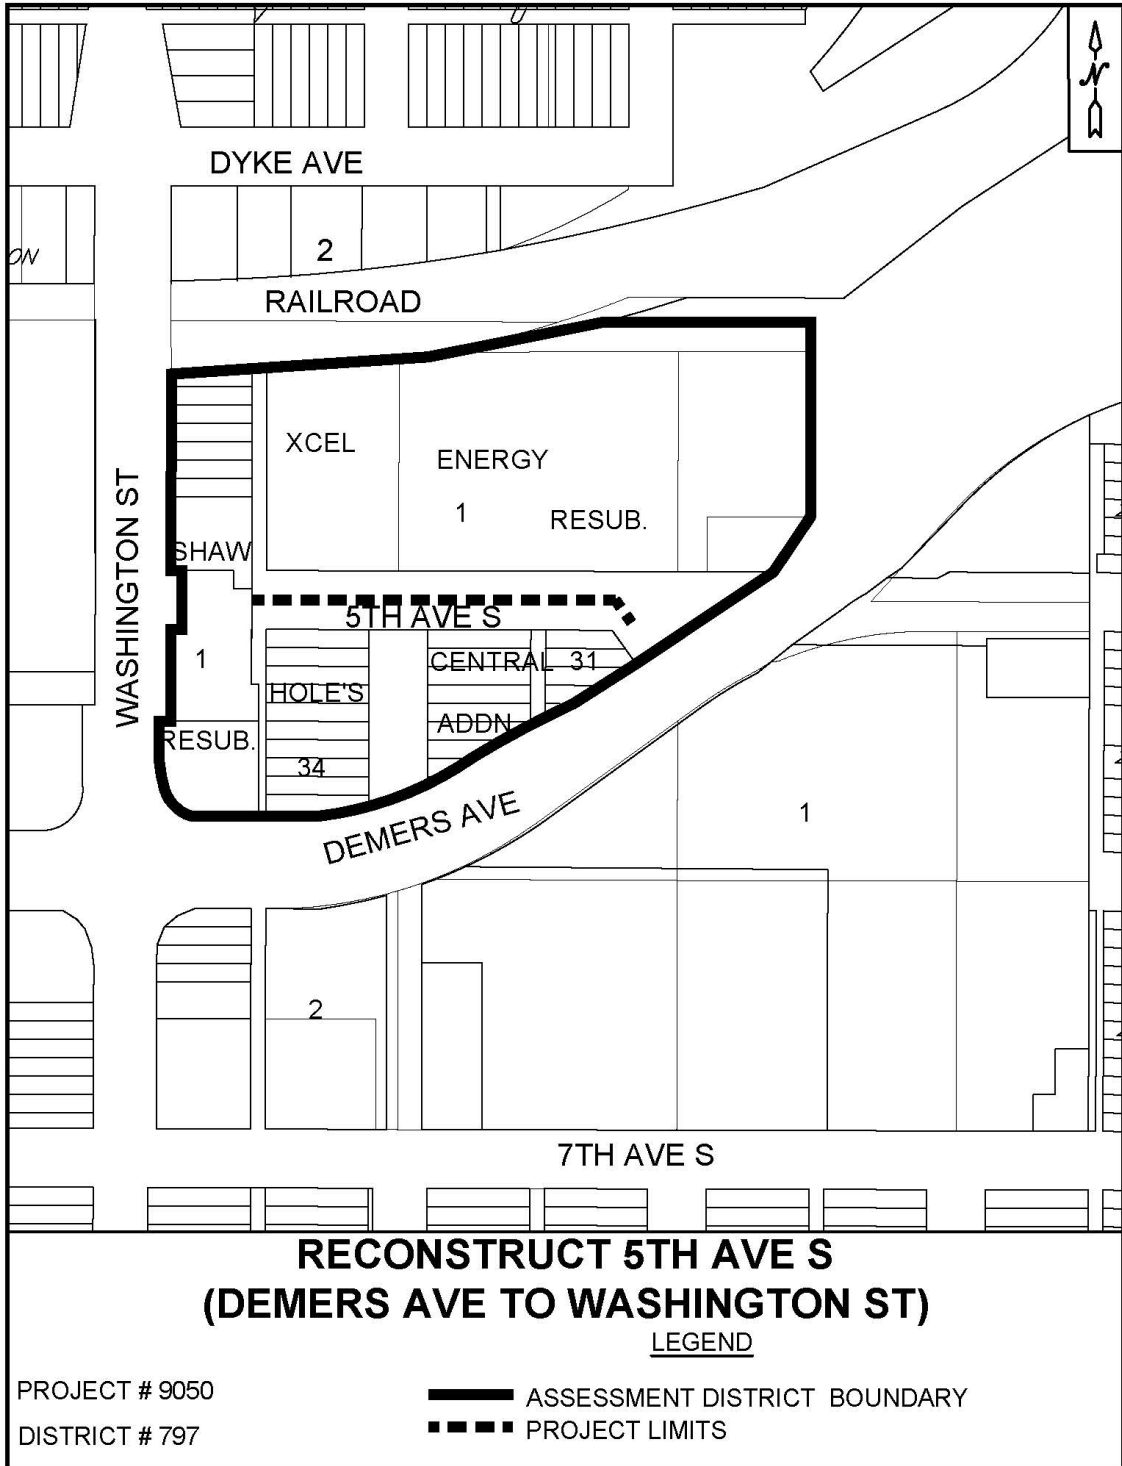 N
DYKE AVE
ON
2
RAILROAD
XCEL
ENERGY
1
RESUB.
WASHINGTON ST
SHAW
5TH AVE S
1
CENTRAL
31
HOLE'S
ADDN
RESUB.
34
DEMERS AVE
1
2
7TH AVE S
RECONSTRUCT 5TH AVE S
(DEMERS AVE TO WASHINGTON ST)
LEGEND
PROJECT # 9050
ASSESSMENT DISTRICT BOUNDARY
PROJECT LIMITS
DISTRICT # 797